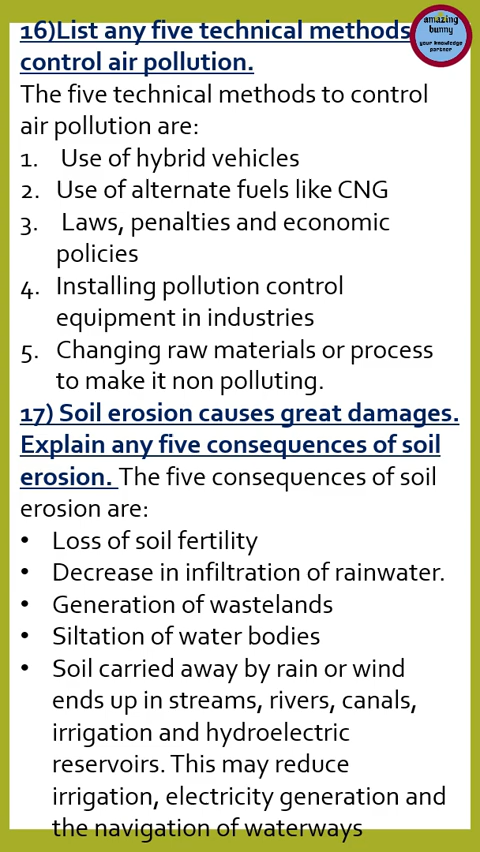 16)List any five technical methods
control air pollution.
The five technical methods to control
air pollution are:
1. Use of hybrid vehicles
2. Use of alternate fuels like CNG
3. Laws, penalties and economic
policies
4. Installing pollution control
equipment in industries
5. Changing raw materials or process
to make it non polluting.
17) Soil erosion causes great damages.
Explain any five consequences of soil
erosion. The five consequences of soil
erosion are:
• Loss of soil fertility
• Decrease in infiltration of rainwater.
• Generation of wastelands
• Siltation of water bodies
• Soil carried away by rain or wind
ends up in streams, rivers, canals,
irrigation and hydroelectric
reservoirs. This may reduce
irrigation, electricity generation and
the navigation of waterways
amazing
bunny
your knowledge
partner